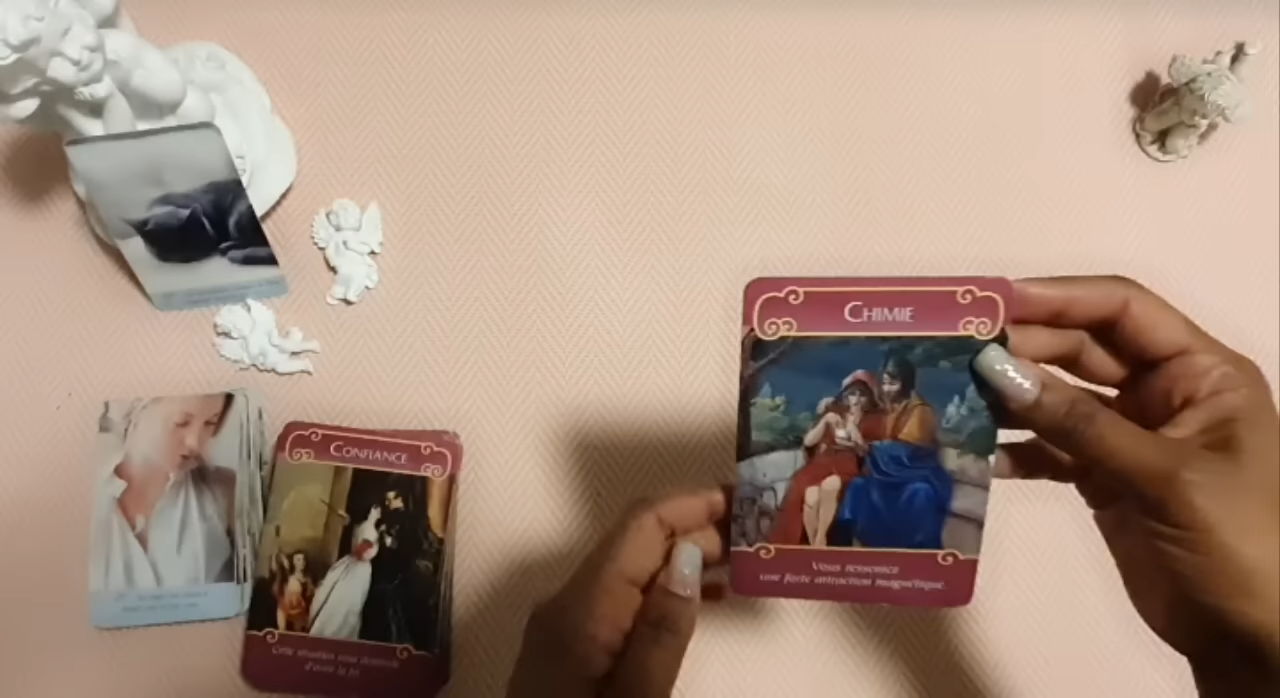 CHIMIE
Vous ressentez
une forte attraction magnétique.
CONFIANCE
Cette situation vous demande
d'avoir la foi